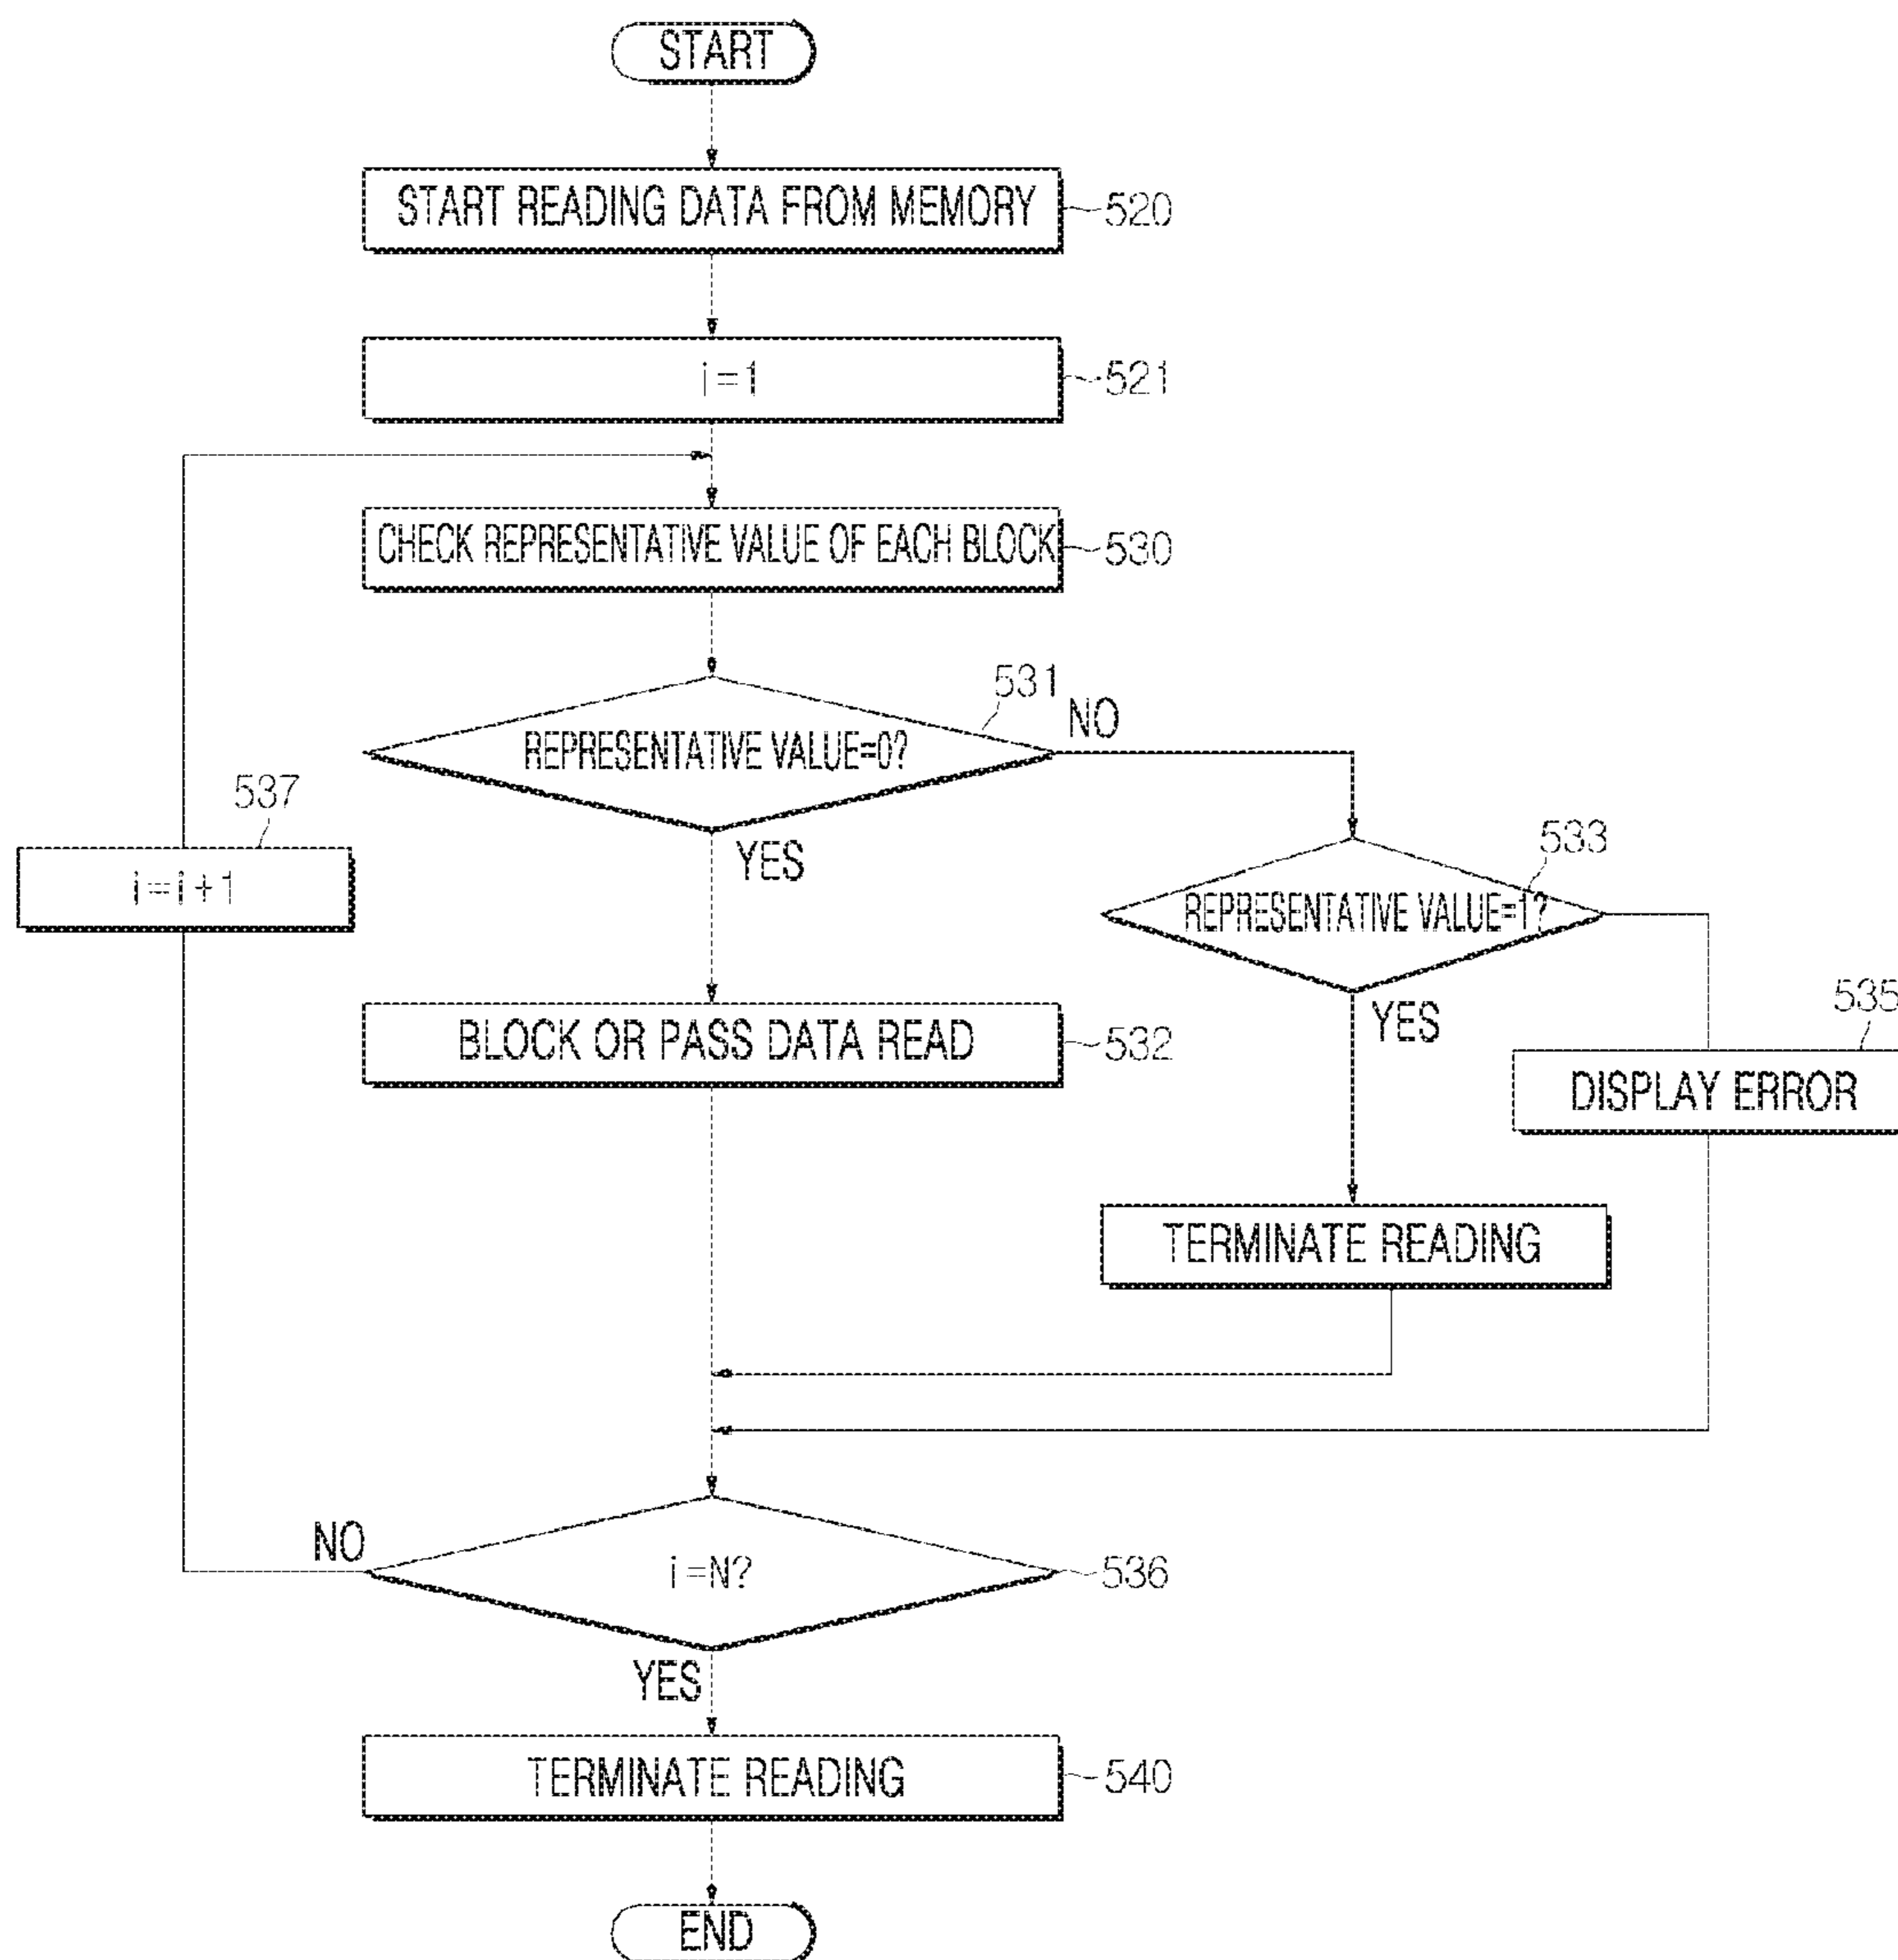 START
START READING DATA FROM MEMORY
520
i=1
521
CHECK REPRESENTATIVE VALUE OF EACH BLOCK
530
531
REPRESENTATIVE VALUE=0?
NO
YES
537
i=i+1
533
REPRESENTATIVE VALUE=1?
YES
BLOCK OR PASS DATA READ
532
535
DISPLAY ERROR
TERMINATE READING
NO
i=N?
536
YES
TERMINATE READING
540
END